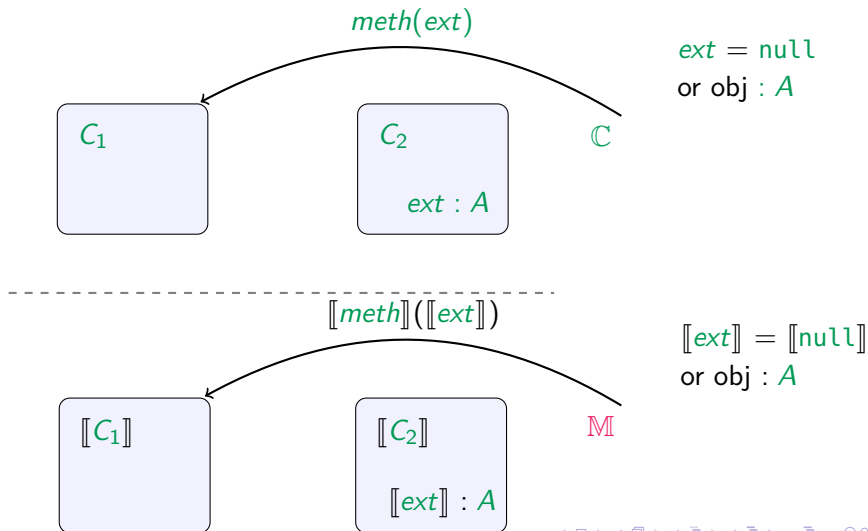 meth(ext)
ext = null
or obj : A
C₁
C₂
ℂ
ext : A
⟦meth⟧(⟦ext⟧)
⟦ext⟧ = ⟦null⟧
or obj : A
⟦C₁⟧
⟦C₂⟧
𝕄
⟦ext⟧ : A